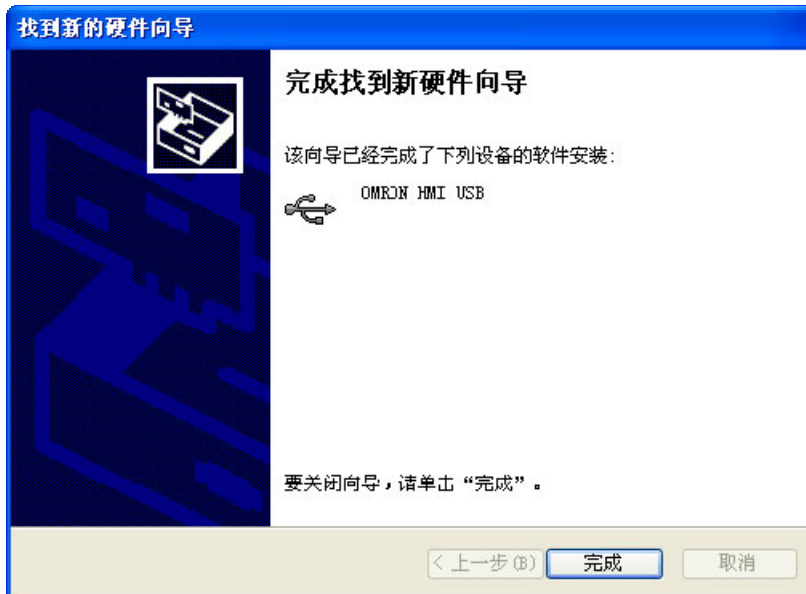 找到新的硬件向导
完成找到新硬件向导
该向导已经完成了下列设备的软件安装:
OMRON HMI USB
要关闭向导，请单击“完成”。
< 上一步(B)
完成
取消